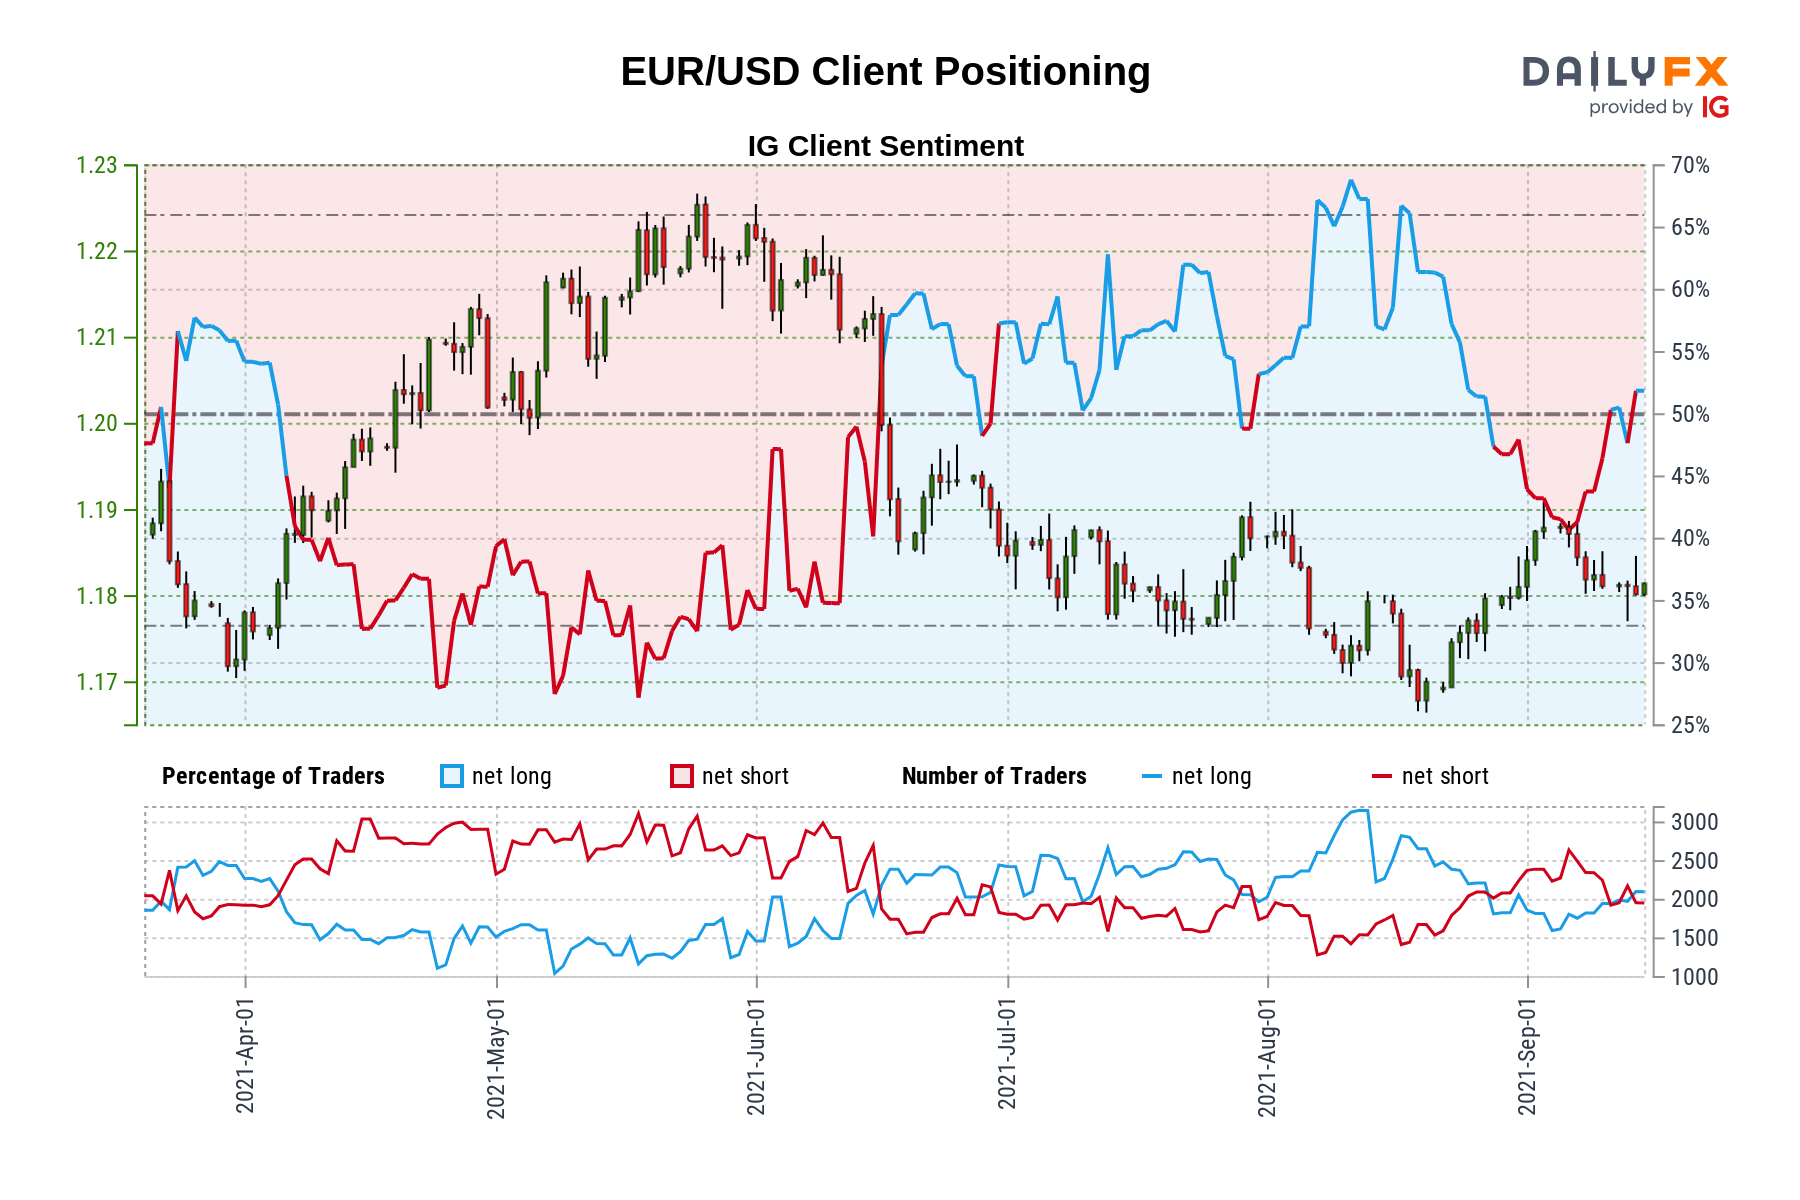 EUR/USD Client Positioning
DAILYFX
provided by IG
IG Client Sentiment
1.23
1.22
1.21
1.20
1.19
1.18
1.17
70%
65%
60%
55%
50%
45%
40%
35%
30%
25%
Percentage of Traders net long net short Number of Traders net long net short
3000
2500
2000
1500
1000
2021-Apr-01
2021-May-01
2021-Jun-01
2021-Jul-01
2021-Aug-01
2021-Sep-01